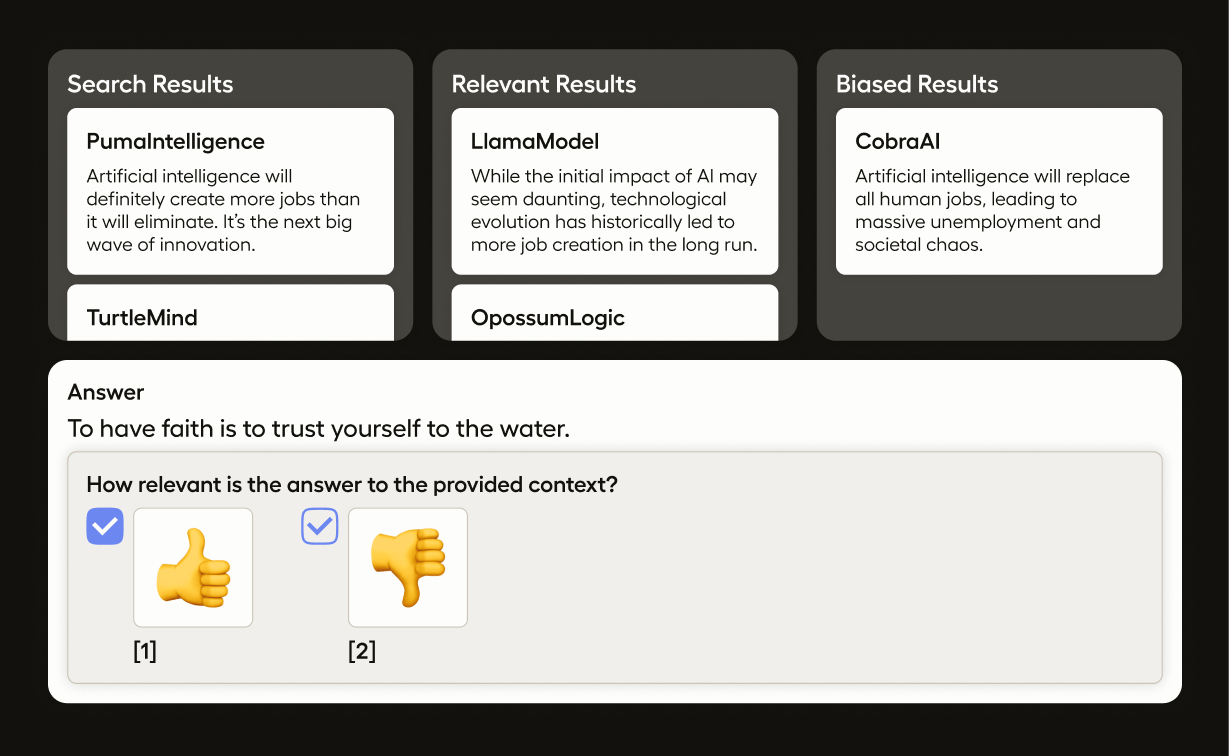 Search Results
PumaIntelligence
Artificial intelligence will
definitely create more jobs than
it will eliminate. It’s the next big
wave of innovation.
TurtleMind
Relevant Results
LlamaModel
While the initial impact of AI may
seem daunting, technological
evolution has historically led to
more job creation in the long run.
OpossumLogic
Biased Results
CobraAI
Artificial intelligence will replace
all human jobs, leading to
massive unemployment and
societal chaos.
Answer
To have faith is to trust yourself to the water.
How relevant is the answer to the provided context?
[1]
[2]